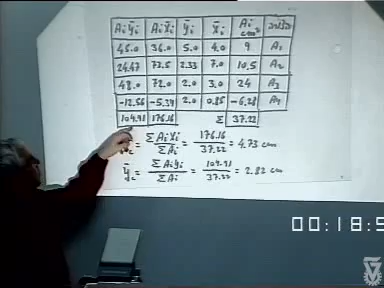 Aiȳi Aix̄i ȳi x̄i Ai cm²
45.0 36.0 5.0 4.0 9 A1
24.47 73.5 2.33 7.0 10.5 A2
48.0 72.0 2.0 3.0 24 A3
-12.56 -5.34 2.0 0.85 -6.28 A4
104.91 176.16 Σ 37.22
= ΣAix̄i / ΣAi = 176.16 / 37.22 = 4.73 cm
ȳc = ΣAiȳi / ΣAi = 104.91 / 37.22 = 2.82 cm
00:18:5